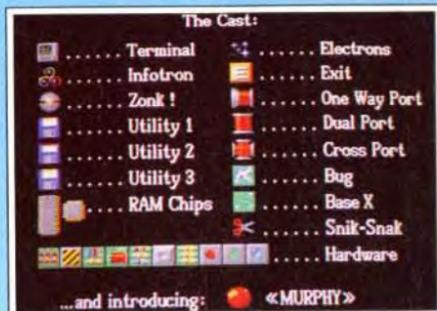 The Cast:
...... Terminal
...... Infotron
...... Zonk !
...... Utility 1
...... Utility 2
...... Utility 3
.... RAM Chips
...... Electrons
...... Exit
...... One Way Port
...... Dual Port
...... Cross Port
...... Bug
...... Base X
...... Snik-Snak
..... Hardware
...and introducing: «MURPHY»